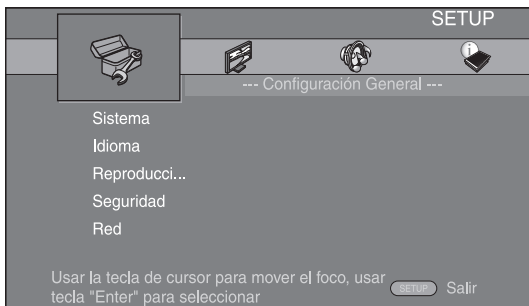 SETUP
--- Configuración General ---
Sistema
Idioma
Reproducci...
Seguridad
Red
Usar la tecla de cursor para mover el foco, usar
tecla "Enter" para seleccionar
SETUP Salir